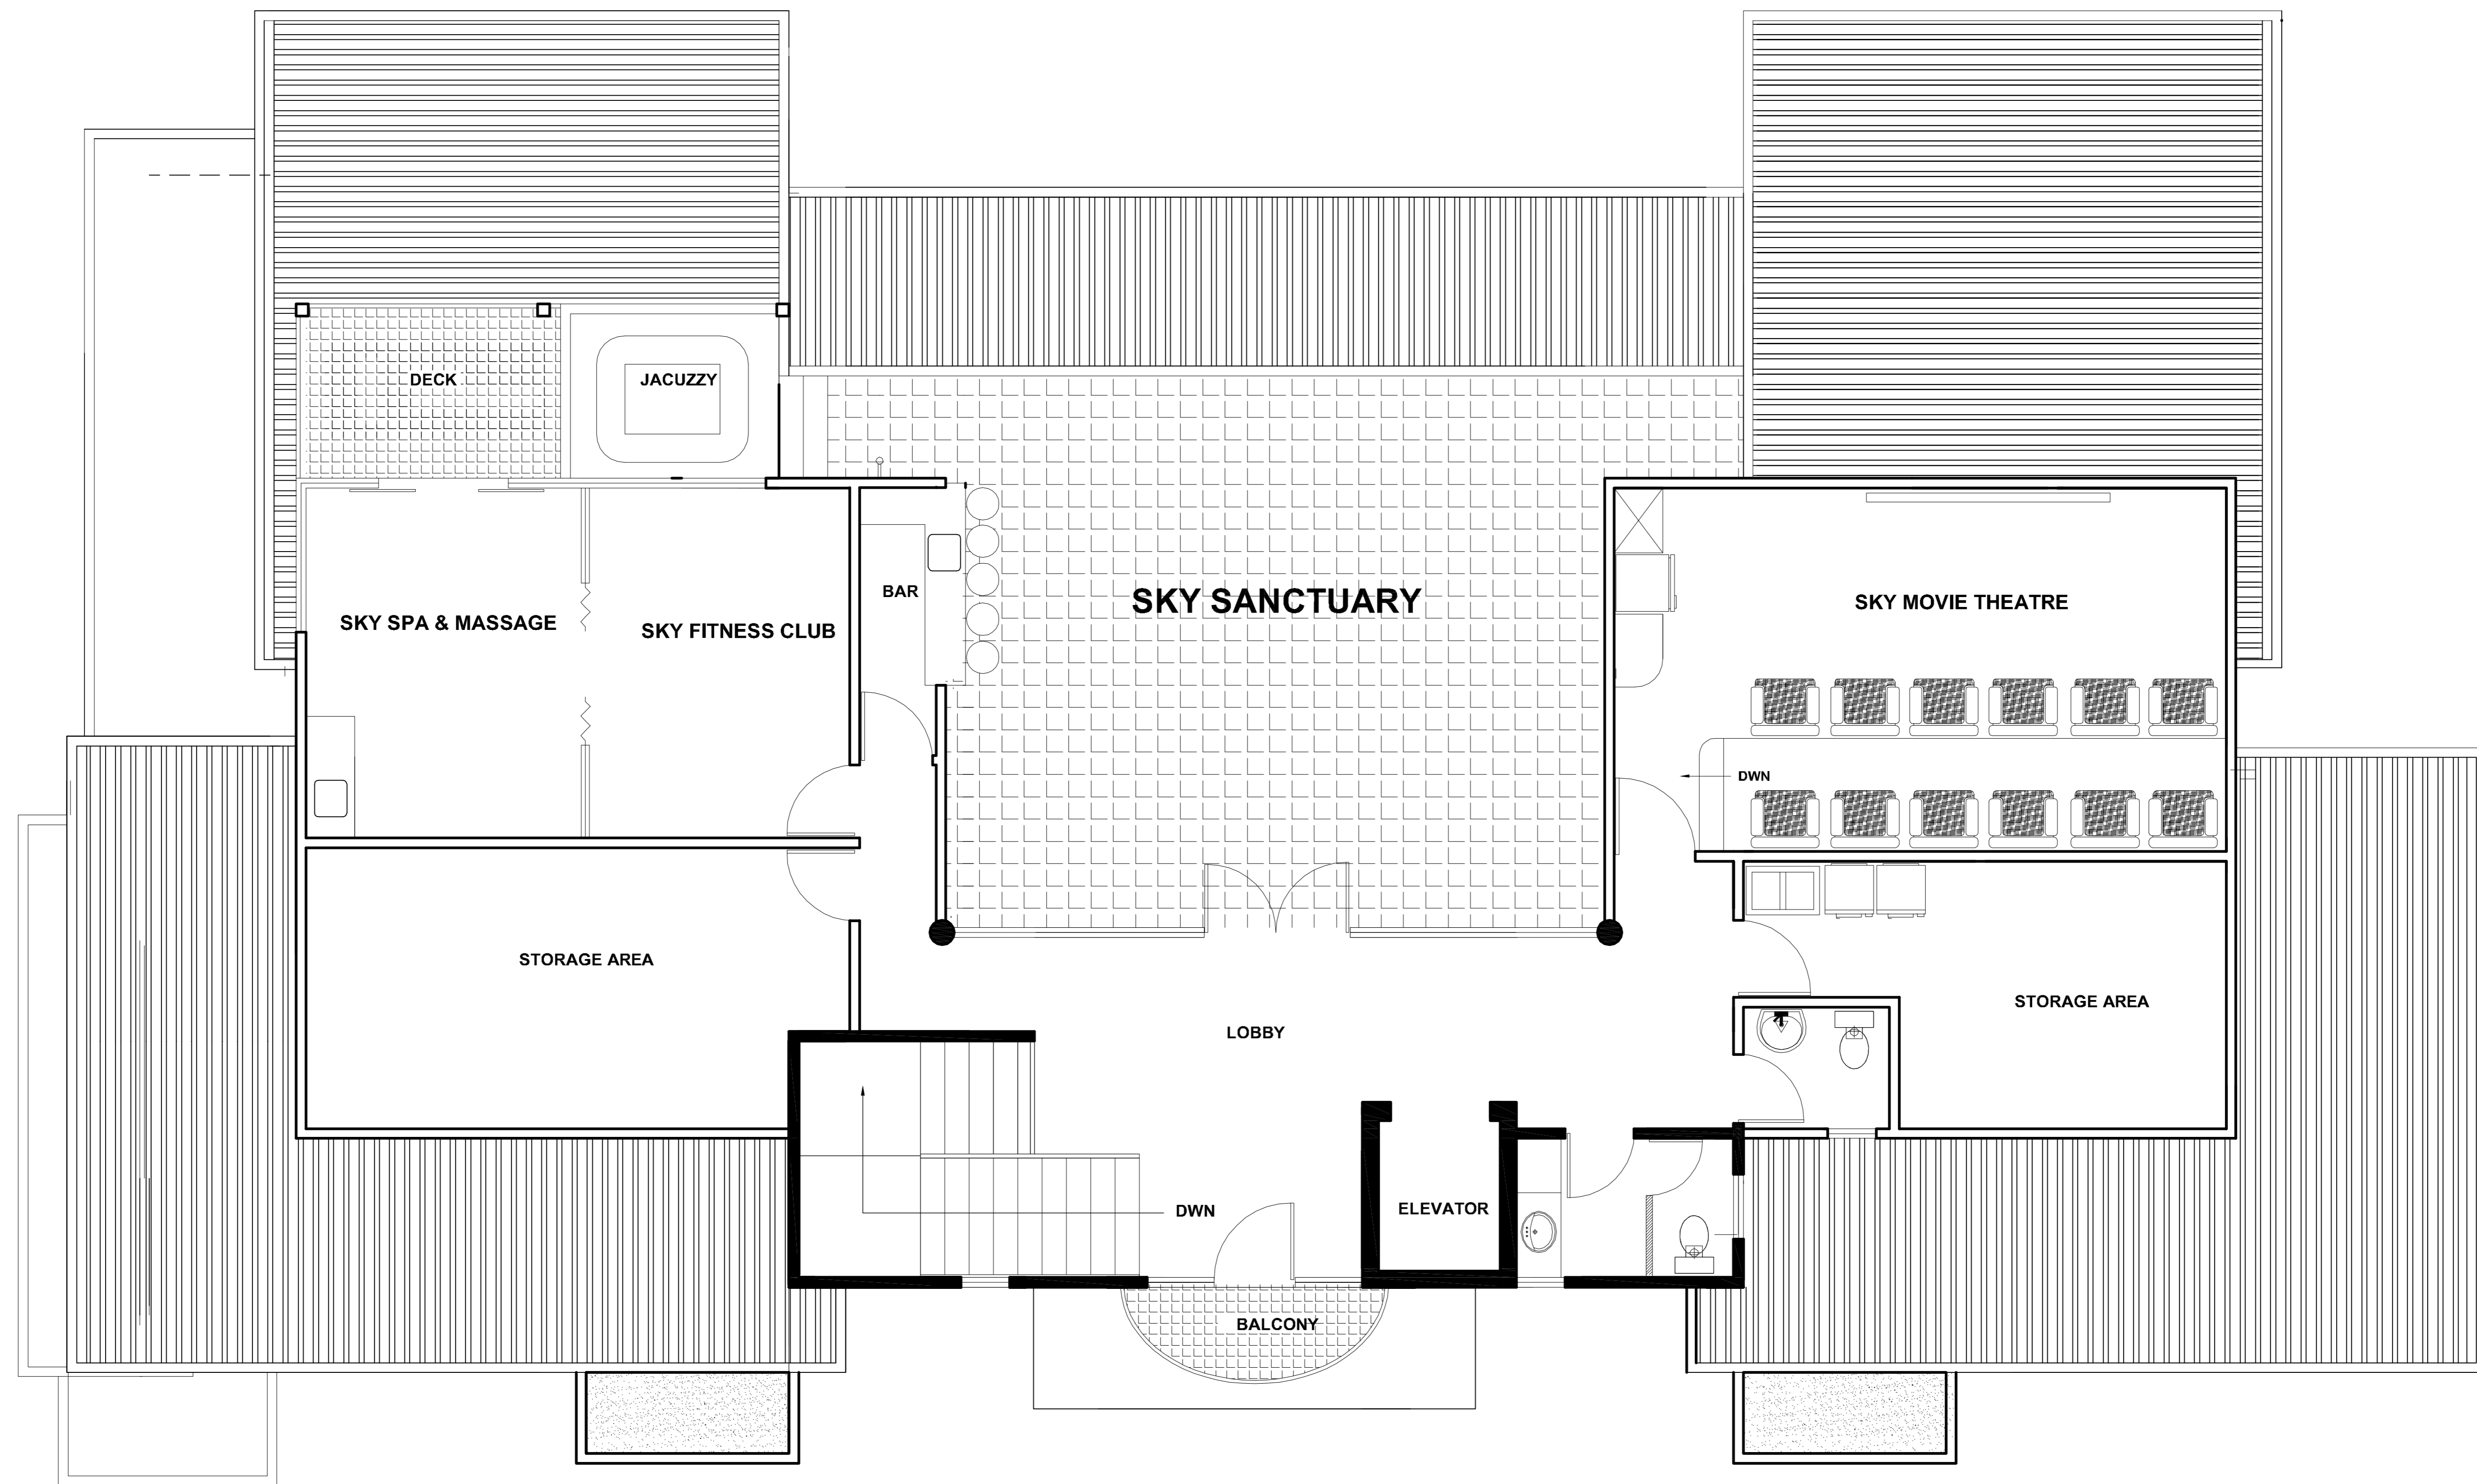 DECK
JACUZZY
SKY SPA & MASSAGE
SKY FITNESS CLUB
BAR
SKY SANCTUARY
SKY MOVIE THEATRE
DWN
STORAGE AREA
LOBBY
STORAGE AREA
DWN
ELEVATOR
BALCONY